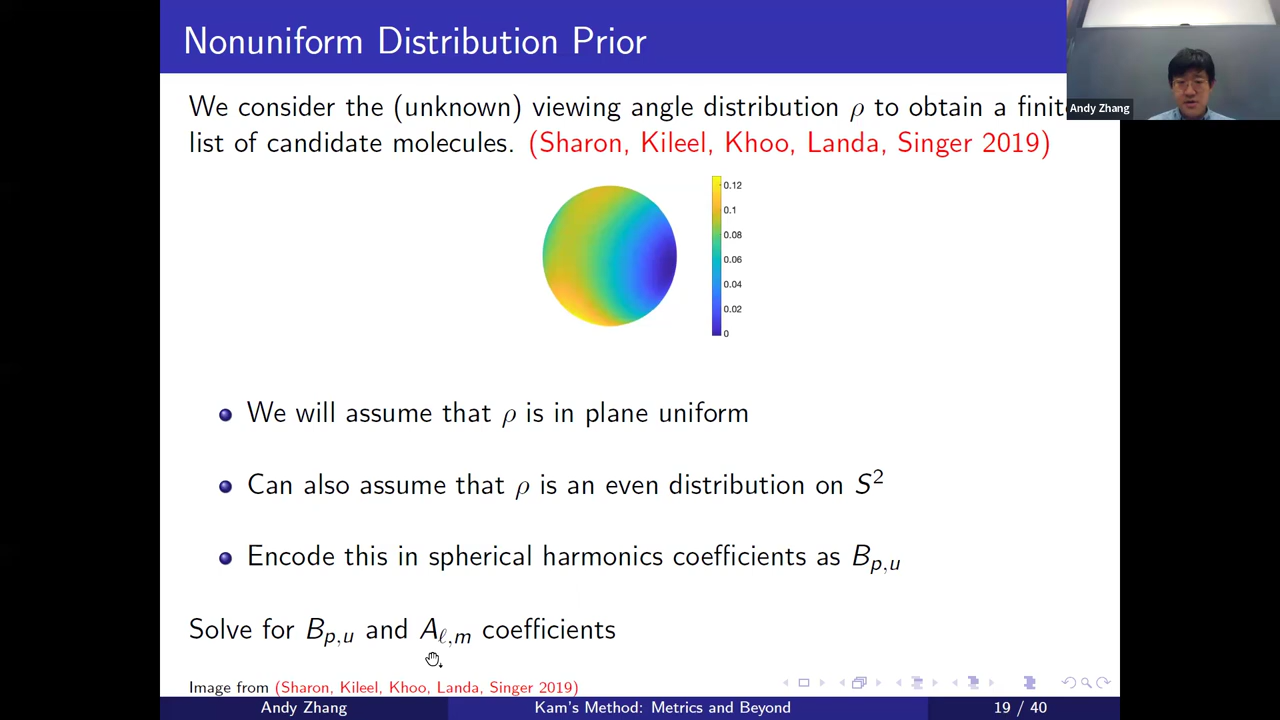 Nonuniform Distribution Prior
We consider the (unknown) viewing angle distribution ρ to obtain a finite
list of candidate molecules. (Sharon, Kileel, Khoo, Landa, Singer 2019)
0.12
0.1
0.08
0.06
0.04
0.02
0
We will assume that ρ is in plane uniform
Can also assume that ρ is an even distribution on S²
Encode this in spherical harmonics coefficients as B_{p,u}
Solve for B_{p,u} and A_{ℓ,m} coefficients
Image from (Sharon, Kileel, Khoo, Landa, Singer 2019)
Andy Zhang Kam's Method: Metrics and Beyond 19 / 40
Andy Zhang